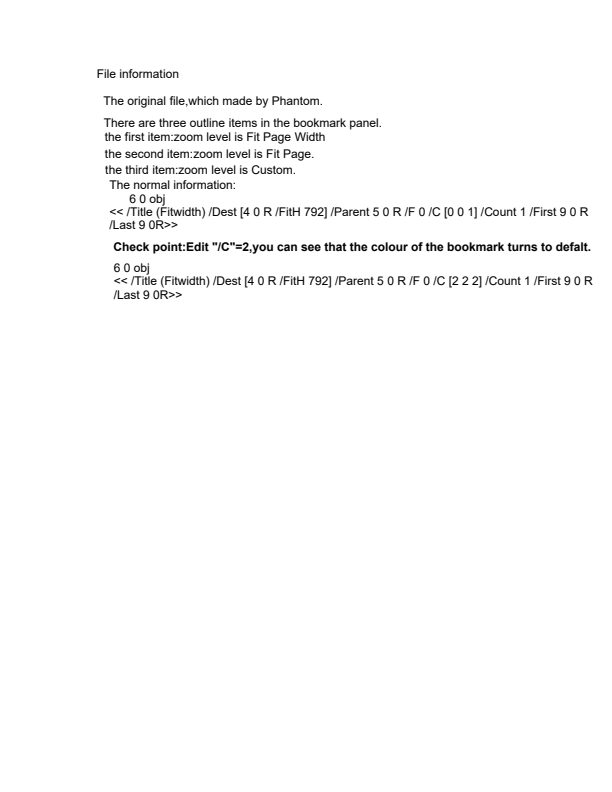 File information
The original file,which made by Phantom.
There are three outline items in the bookmark panel.
the first item:zoom level is Fit Page Width
the second item:zoom level is Fit Page.
the third item:zoom level is Custom.
The normal information:
6 0 obj
<< /Title (Fitwidth) /Dest [4 0 R /FitH 792] /Parent 5 0 R /F 0 /C [0 0 1] /Count 1 /First 9 0 R
/Last 9 0R>>
Check point:Edit "/C"=2,you can see that the colour of the bookmark turns to defalt.
6 0 obj
<< /Title (Fitwidth) /Dest [4 0 R /FitH 792] /Parent 5 0 R /F 0 /C [2 2 2] /Count 1 /First 9 0 R
/Last 9 0R>>